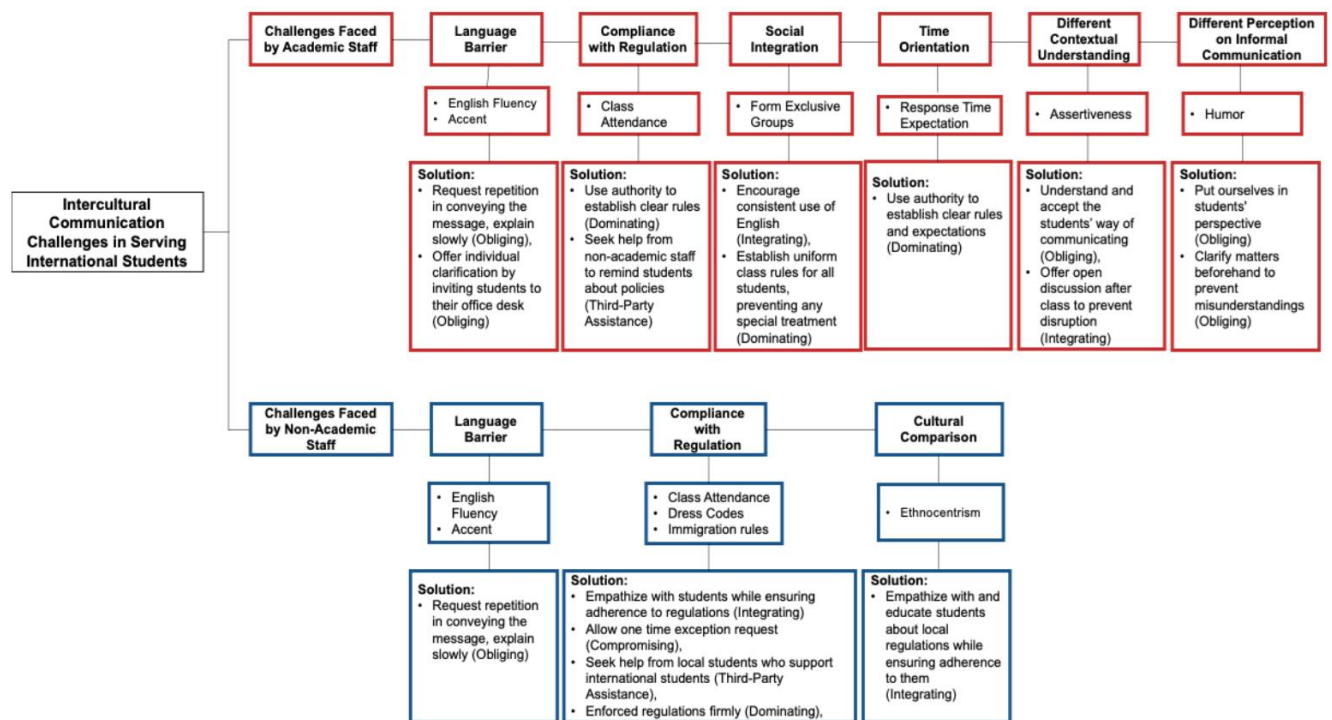 Intercultural
Communication
Challenges in Serving
International Students
Challenges Faced
by Academic Staff
Language
Barrier
• English Fluency
• Accent
Solution:
• Request repetition
in conveying the
message, explain
slowly (Obliging),
• Offer individual
clarification by
inviting students to
their office desk
(Obliging)
Compliance
with Regulation
• Class
Attendance
Solution:
• Use authority to
establish clear rules
(Dominating)
• Seek help from
non-academic staff
to remind students
about policies
(Third-Party
Assistance)
Social
Integration
• Form Exclusive
Groups
Solution:
• Encourage
consistent use of
English
(Integrating),
• Establish uniform
class rules for all
students,
preventing any
special treatment
(Dominating)
Time
Orientation
• Response Time
Expectation
Solution:
• Use authority to
establish clear rules
and expectations
(Dominating)
Different
Contextual
Understanding
• Assertiveness
Solution:
• Understand and
accept the
students' way of
communicating
(Obliging),
• Offer open
discussion after
class to prevent
disruption
(Integrating)
Different Perception
on Informal
Communication
• Humor
Solution:
• Put ourselves in
students'
perspective
(Obliging)
• Clarify matters
beforehand to
prevent
misunderstandings
(Obliging)
Challenges Faced
by Non-Academic
Staff
Language
Barrier
• English
Fluency
• Accent
Solution:
• Request repetition
in conveying the
message, explain
slowly (Obliging)
Compliance
with
Regulation
• Class Attendance
• Dress Codes
• Immigration rules
Solution:
• Empathize with students while ensuring
adherence to regulations (Integrating)
• Allow one time exception request
(Compromising),
• Seek help from local students who support
international students (Third-Party
Assistance),
• Enforced regulations firmly (Dominating),
Cultural
Comparison
• Ethnocentrism
Solution:
• Empathize with and
educate students
about local
regulations while
ensuring adherence
to them
(Integrating)